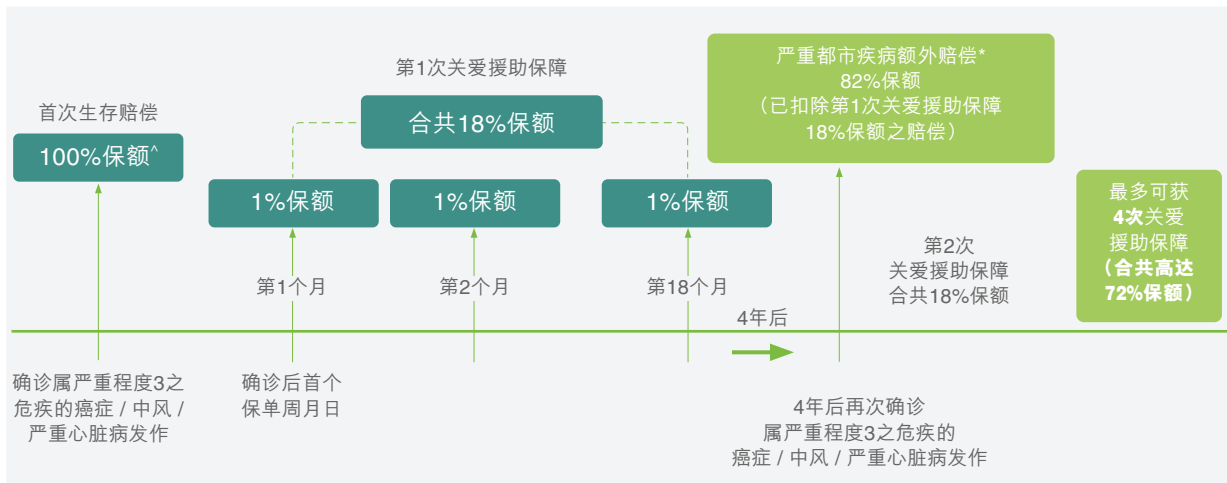 首次生存赔偿
100%保额^
第1次关爱援助保障
合共18%保额
1%保额
1%保额
1%保额
第1个月
第2个月
第18个月
严重都市疾病额外赔偿*
82%保额
（已扣除第1次关爱援助保障
18%保额之赔偿）
第2次
关爱援助保障
合共18%保额
最多可获
4次关爱
援助保障
（合共高达
72%保额）
4年后
确诊属严重程度3之
危疾的癌症 / 中风 /
严重心脏病发作
确诊后首个
保单周月日
4年后再次确诊
属严重程度3之危疾的
癌症 / 中风 / 严重心脏病发作